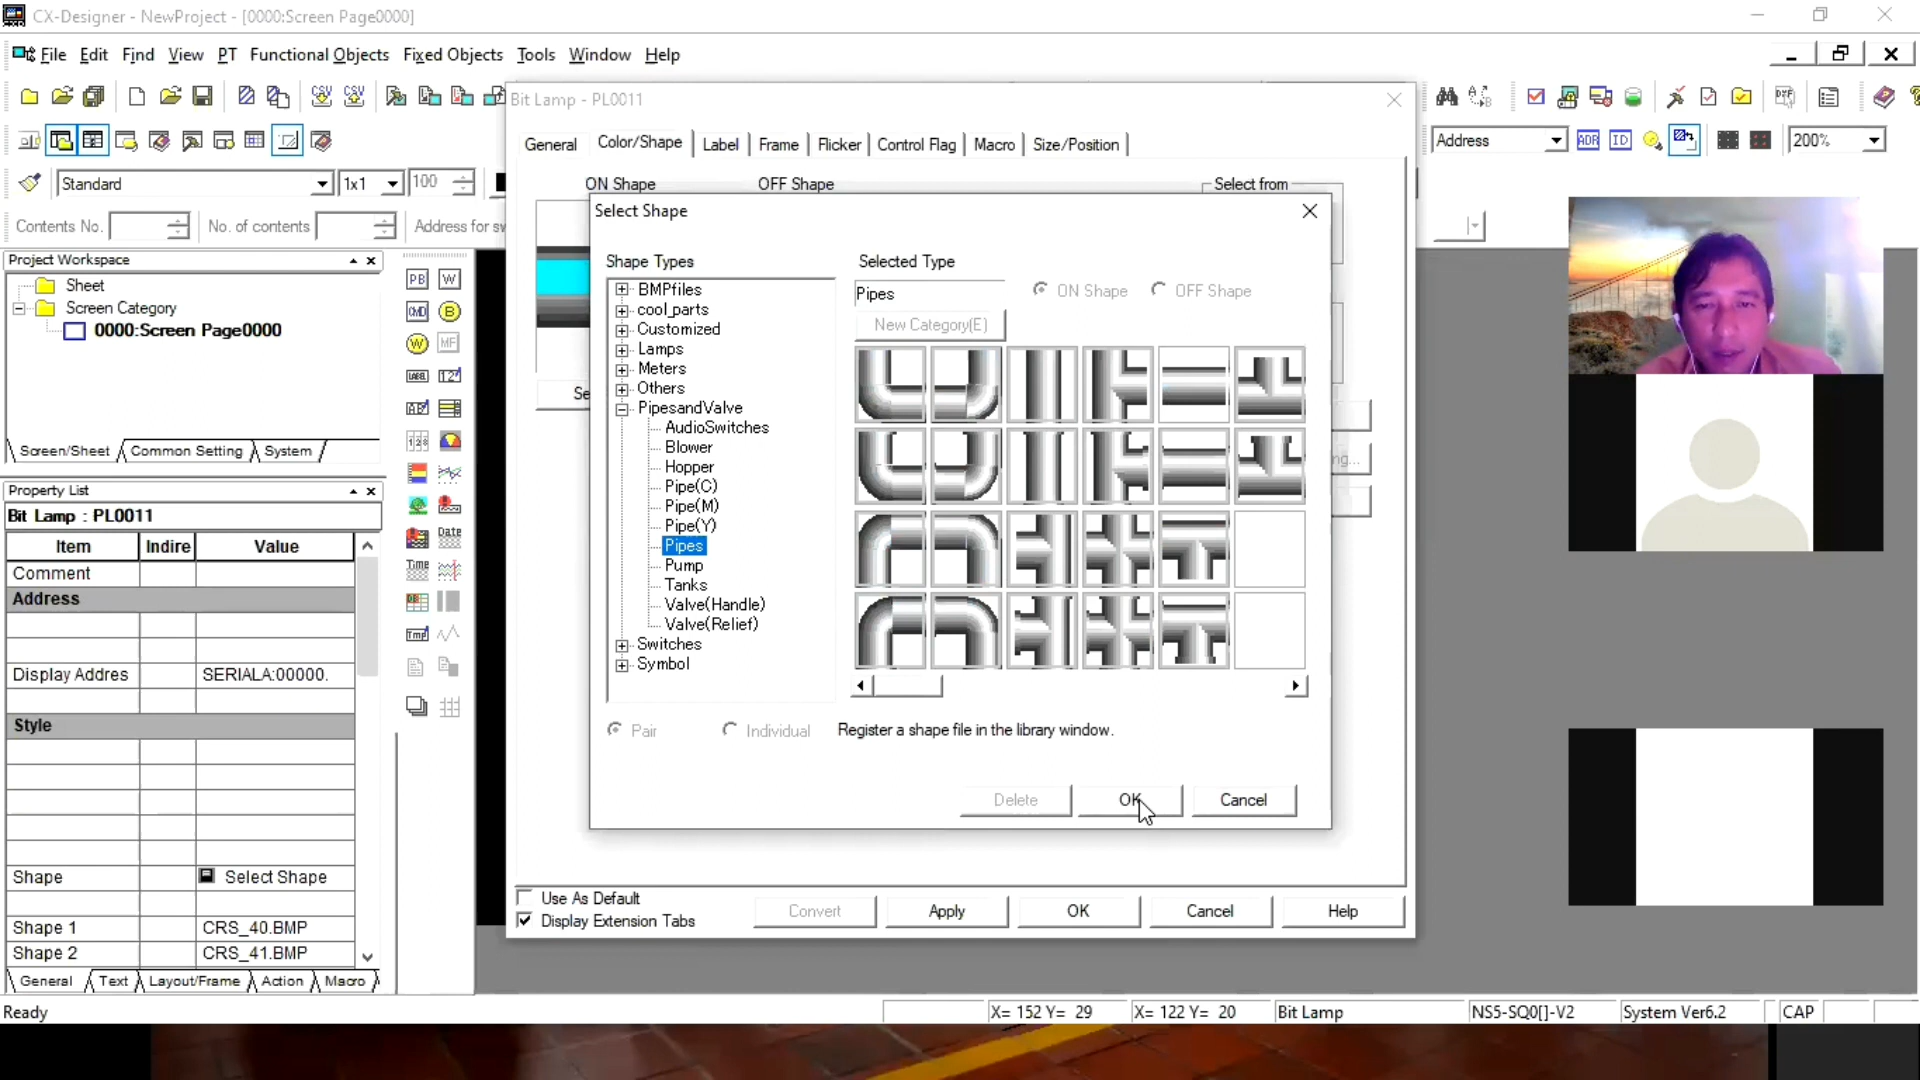 CX-Designer - NewProject - [0000:Screen Page0000]
File Edit Find View PT Functional Objects Fixed Objects Tools Window Help
Standard 1x1 100
Address 200%
Contents No. No. of contents Address for sw
Project Workspace
Sheet
Screen Category
0000:Screen Page0000
Screen/Sheet Common Setting System
Property List
Bit Lamp : PL0011
Item Indire Value
Comment
Address
Display Addres SERIALA:00000.
Style
Shape Select Shape
Shape 1 CRS_40.BMP
Shape 2 CRS_41.BMP
General Text Layout/Frame Action Macro
Bit Lamp - PL0011
General Color/Shape Label Frame Flicker Control Flag Macro Size/Position
ON Shape OFF Shape Select from
Se
ng...
Select Shape
Shape Types
BMPfiles
cool_parts
Customized
Lamps
Meters
Others
PipesandValve
AudioSwitches
Blower
Hopper
Pipe(C)
Pipe(M)
Pipe(Y)
Pipes
Pump
Tanks
Valve(Handle)
Valve(Relief)
Switches
Symbol
Selected Type
Pipes
ON Shape OFF Shape
New Category(E)
Pair Individual Register a shape file in the library window.
Delete OK Cancel
Use As Default
Display Extension Tabs
Convert Apply OK Cancel Help
Ready X= 152 Y= 29 X= 122 Y= 20 Bit Lamp NS5-SQ0[]-V2 System Ver6.2 CAP